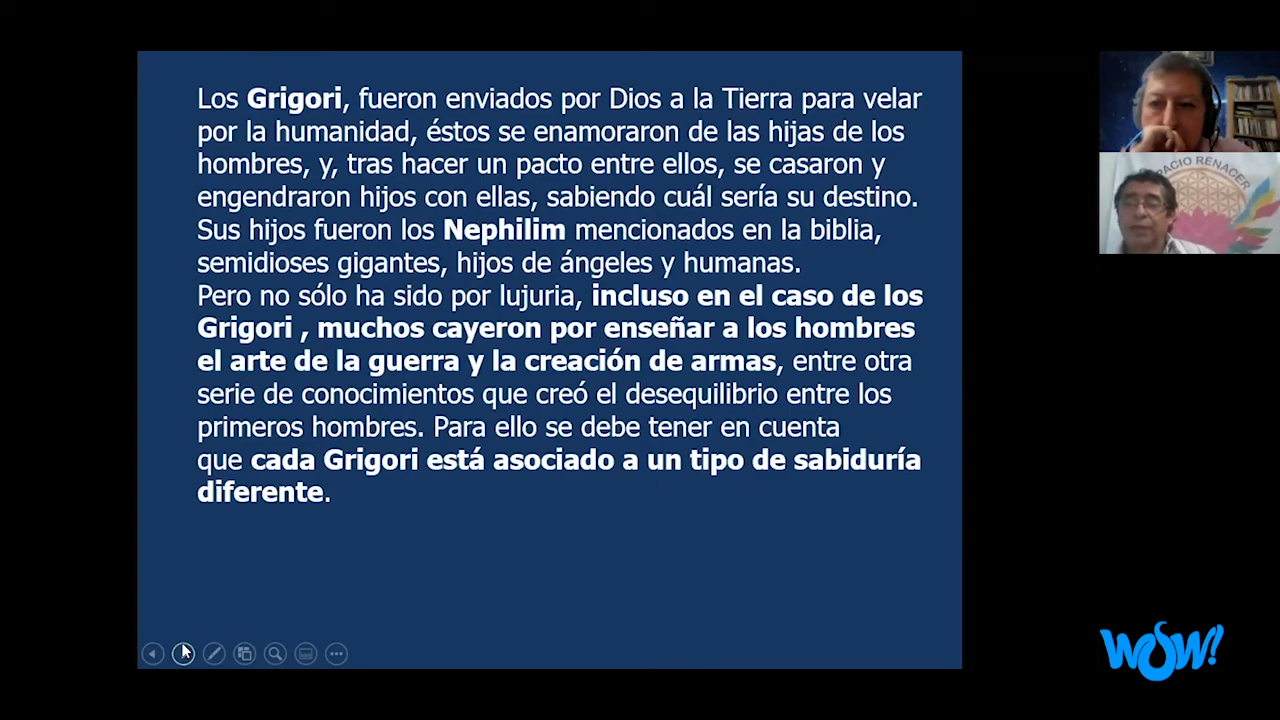 Los Grigori, fueron enviados por Dios a la Tierra para velar
por la humanidad, éstos se enamoraron de las hijas de los
hombres, y, tras hacer un pacto entre ellos, se casaron y
engendraron hijos con ellas, sabiendo cuál sería su destino.
Sus hijos fueron los Nephilim mencionados en la biblia,
semidioses gigantes, hijos de ángeles y humanas.
Pero no sólo ha sido por lujuria, incluso en el caso de los
Grigori , muchos cayeron por enseñar a los hombres
el arte de la guerra y la creación de armas, entre otra
serie de conocimientos que creó el desequilibrio entre los
primeros hombres. Para ello se debe tener en cuenta
que cada Grigori está asociado a un tipo de sabiduría
diferente.
PACIO RENACER
WOW!